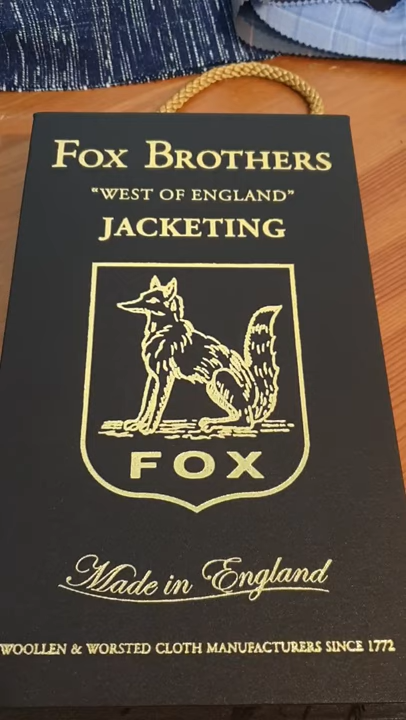 FOX BROTHERS
"WEST OF ENGLAND"
JACKETING
FOX
Made in England
WOOLLEN & WORSTED CLOTH MANUFACTURERS SINCE 1772